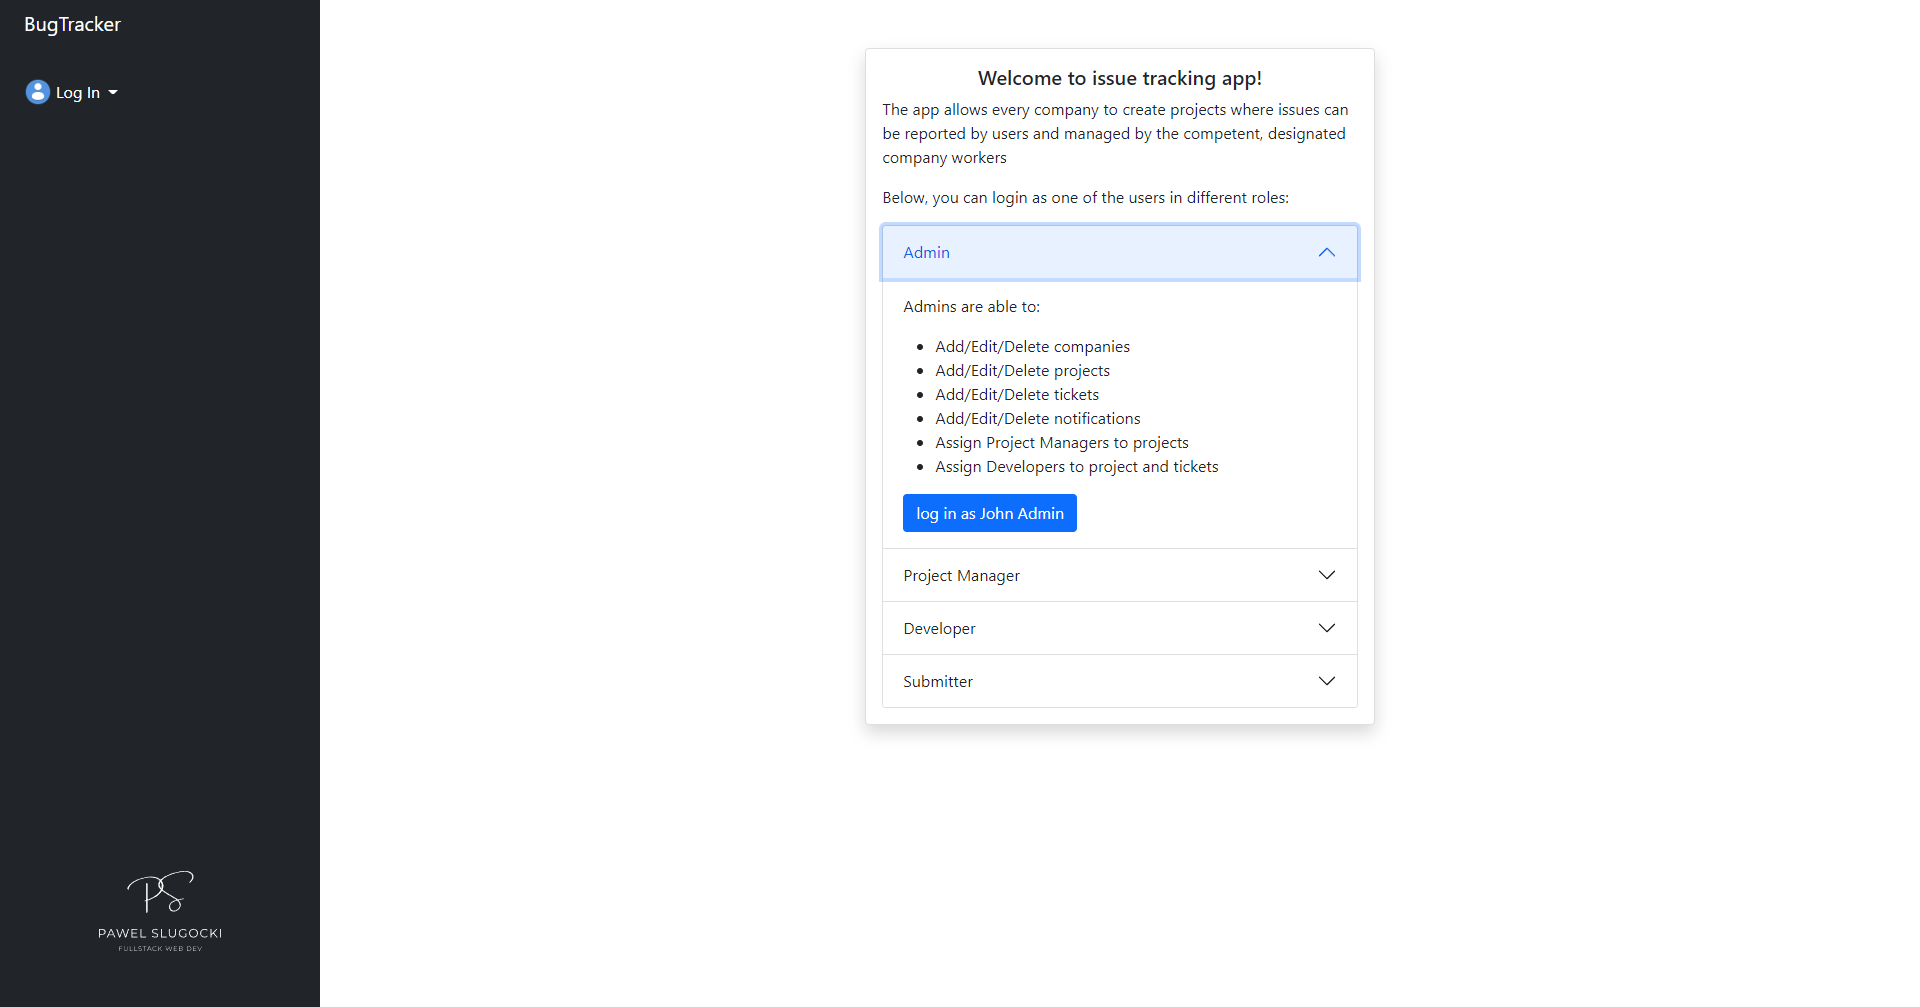 BugTracker
Log In
PS
PAWEL SLUGOCKI
FULLSTACK WEB DEV
Welcome to issue tracking app!
The app allows every company to create projects where issues can
be reported by users and managed by the competent, designated
company workers
Below, you can login as one of the users in different roles:
Admin
Admins are able to:
Add/Edit/Delete companies
Add/Edit/Delete projects
Add/Edit/Delete tickets
Add/Edit/Delete notifications
Assign Project Managers to projects
Assign Developers to project and tickets
log in as John Admin
Project Manager
Developer
Submitter